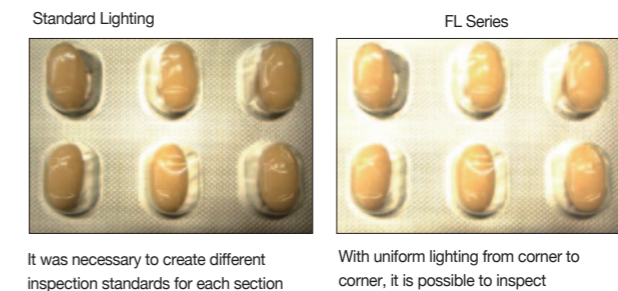 Standard Lighting
FL Series
It was necessary to create different
inspection standards for each section
With uniform lighting from corner to
corner, it is possible to inspect